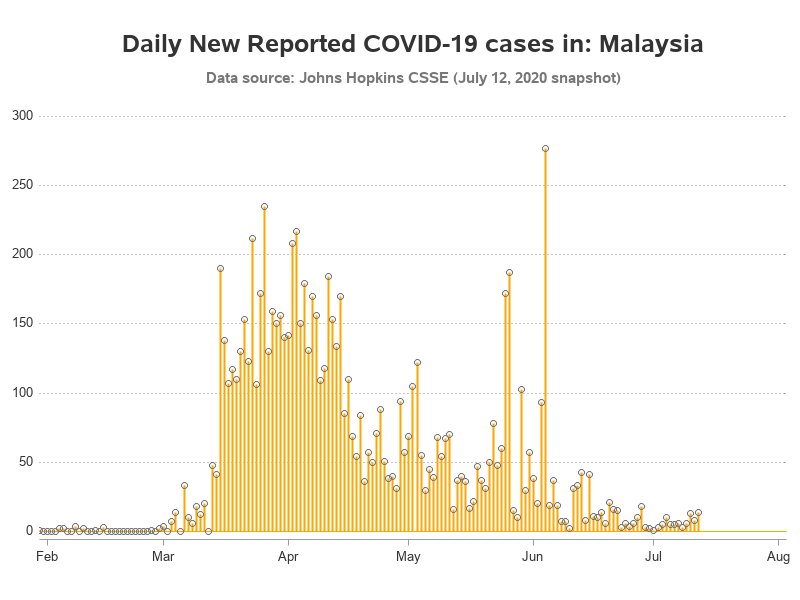 Daily New Reported COVID-19 cases in: Malaysia
Data source: Johns Hopkins CSSE (July 12, 2020 snapshot)
300
250
200
150
100
50
0
Feb Mar Apr May Jun Jul Aug